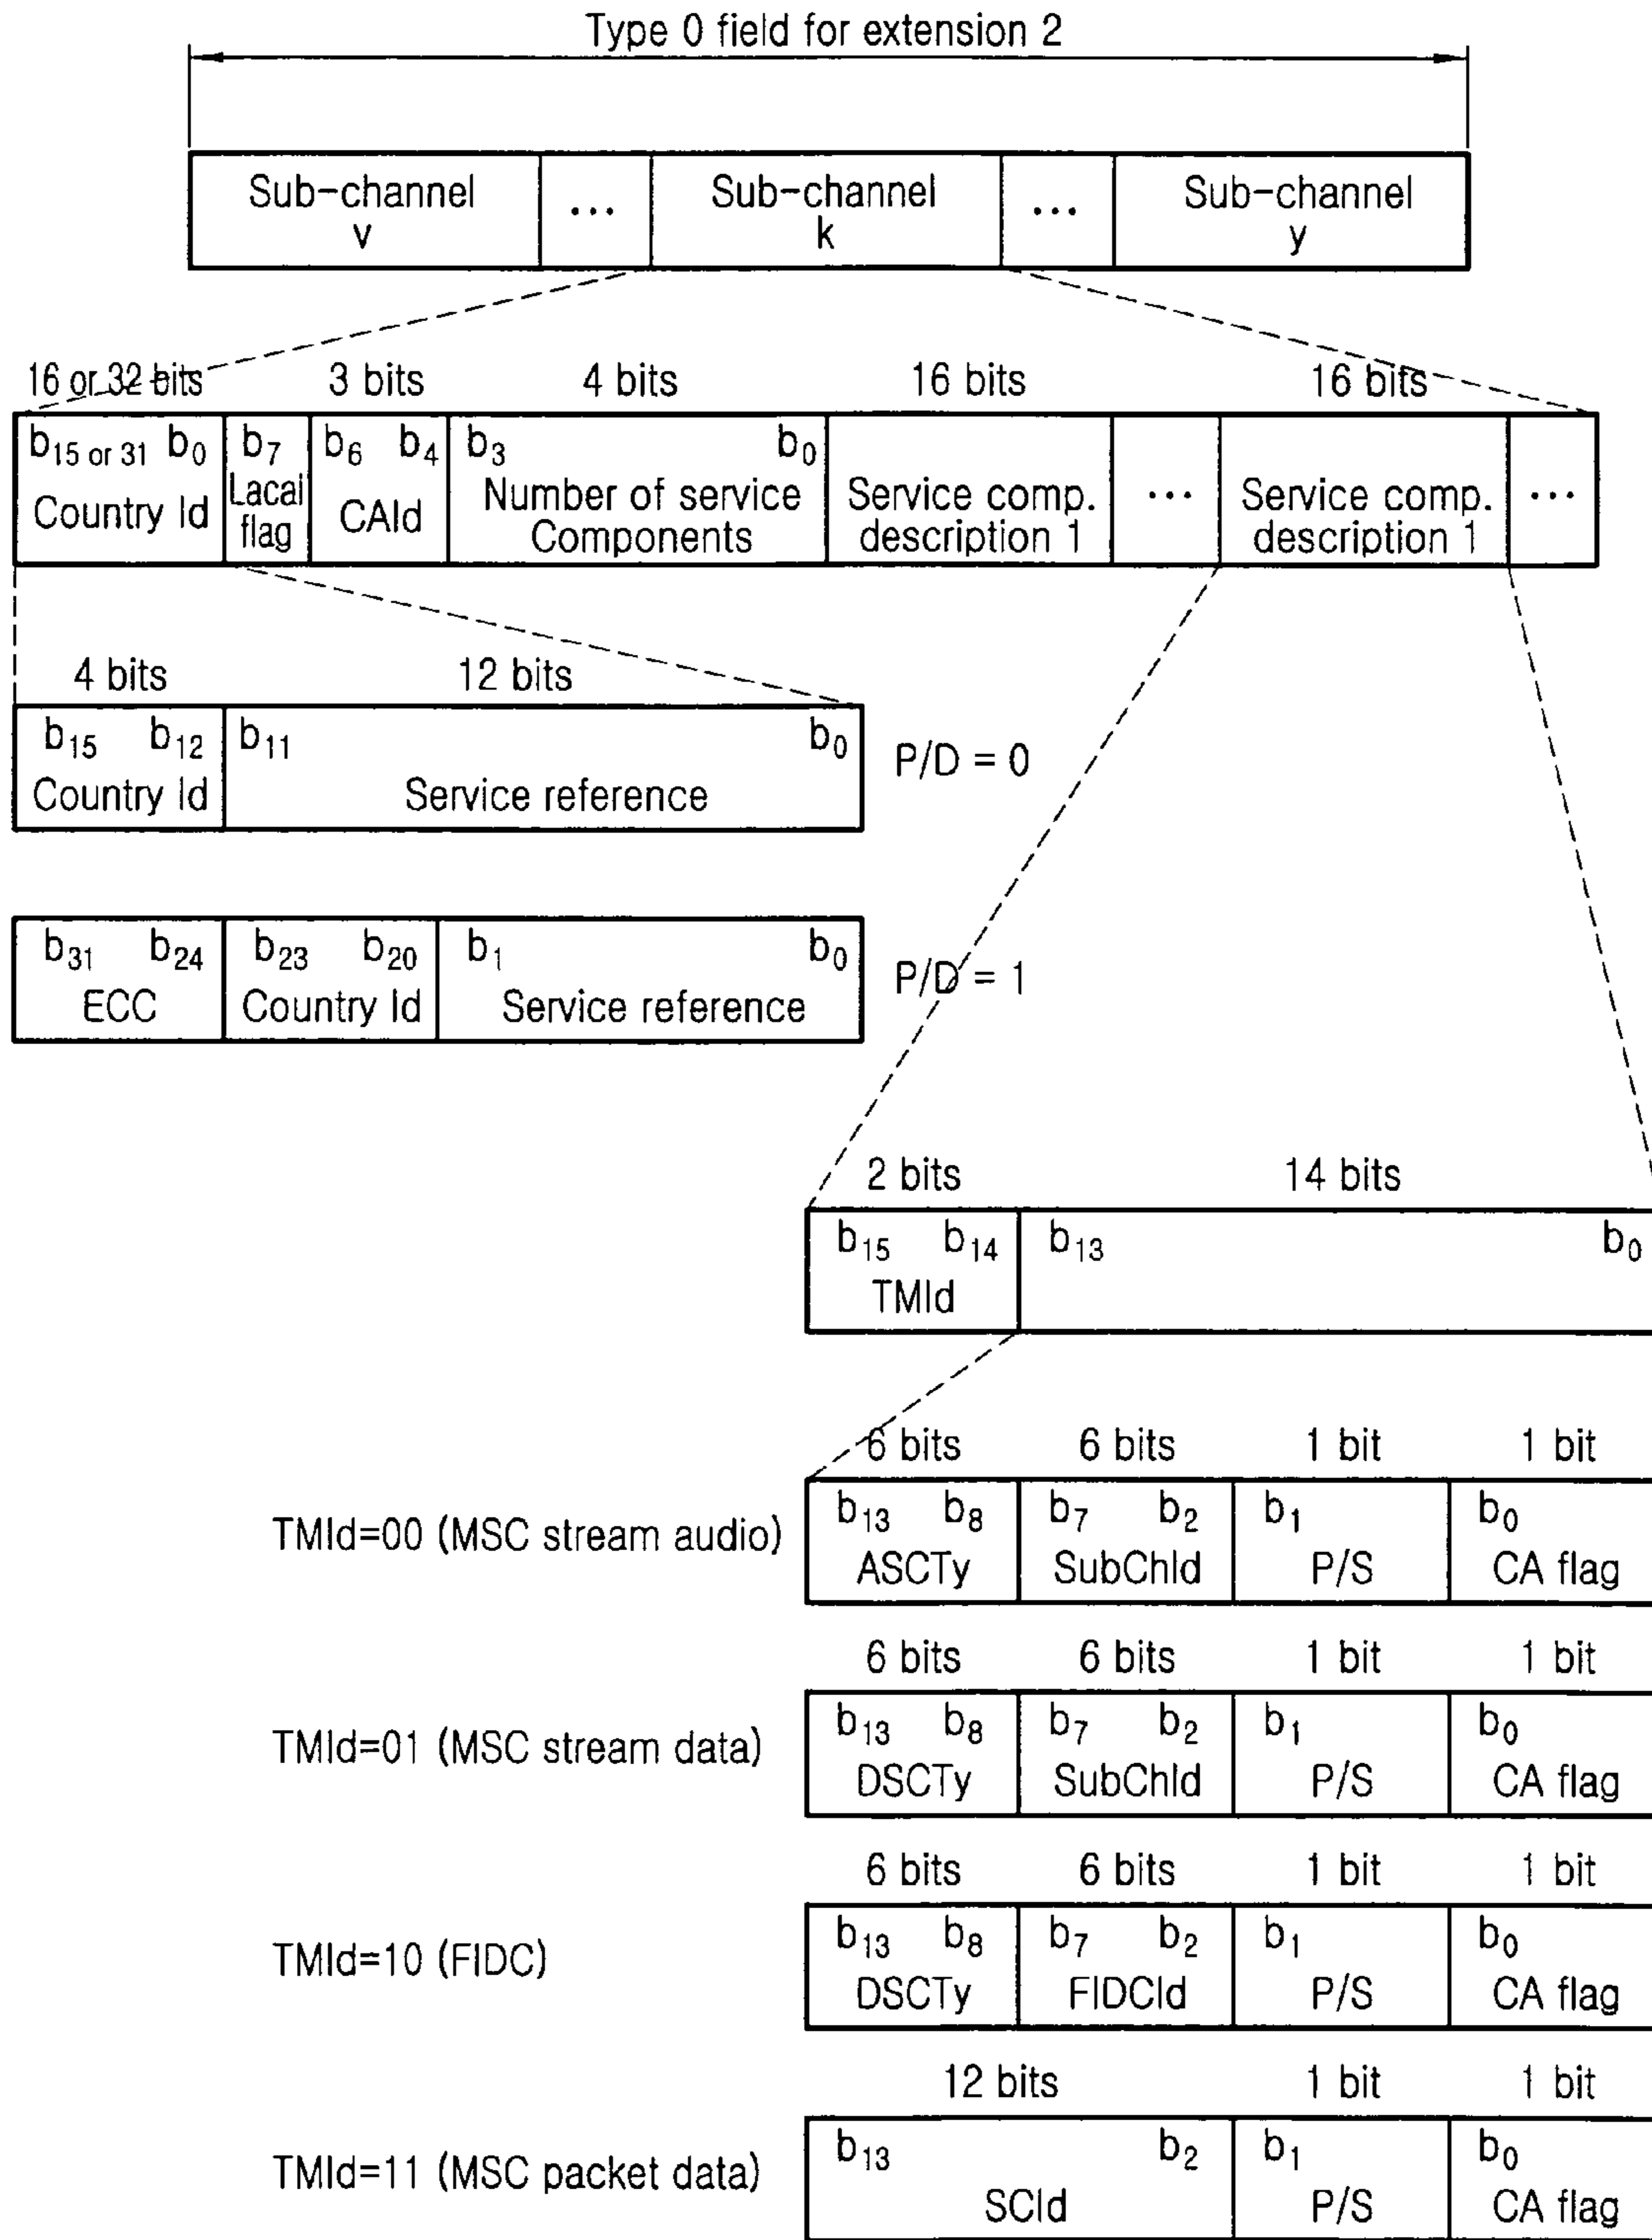 Type 0 field for extension 2
Sub-channel v ... Sub-channel k ... Sub-channel y
16 or 32 bits 3 bits 4 bits 16 bits 16 bits
b15 or 31 b0 b7 b6 b4 b3 b0
Country Id Lacal flag CAId Number of service Components Service comp. description 1 ... Service comp. description 1 ...
4 bits 12 bits
b15 b12 b11 b0
Country Id Service reference
P/D = 0
b31 b24 b23 b20 b1 b0
ECC Country Id Service reference
P/D = 1
2 bits 14 bits
b15 b14 b13 b0
TMId
6 bits 6 bits 1 bit 1 bit
TMId=00 (MSC stream audio)
b13 b8 b7 b2 b1 b0
ASCTy SubChId P/S CA flag
6 bits 6 bits 1 bit 1 bit
TMId=01 (MSC stream data)
b13 b8 b7 b2 b1 b0
DSCTy SubChId P/S CA flag
6 bits 6 bits 1 bit 1 bit
TMId=10 (FIDC)
b13 b8 b7 b2 b1 b0
DSCTy FIDCId P/S CA flag
12 bits 1 bit 1 bit
TMId=11 (MSC packet data)
b13 b2 b1 b0
SCId P/S CA flag